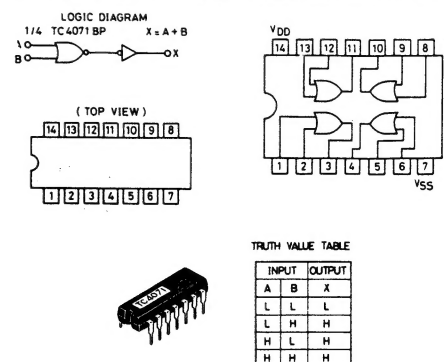 LOGIC DIAGRAM
1/4 TC4071BP X = A + B
A
B
X
(TOP VIEW)
14 13 12 11 10 9 8
1 2 3 4 5 6 7
VDD
14 13 12 11 10 9 8
1 2 3 4 5 6 7
VSS
TC4071
TRUTH VALUE TABLE
INPUT OUTPUT
A B X
L L L
L H H
H L H
H H H